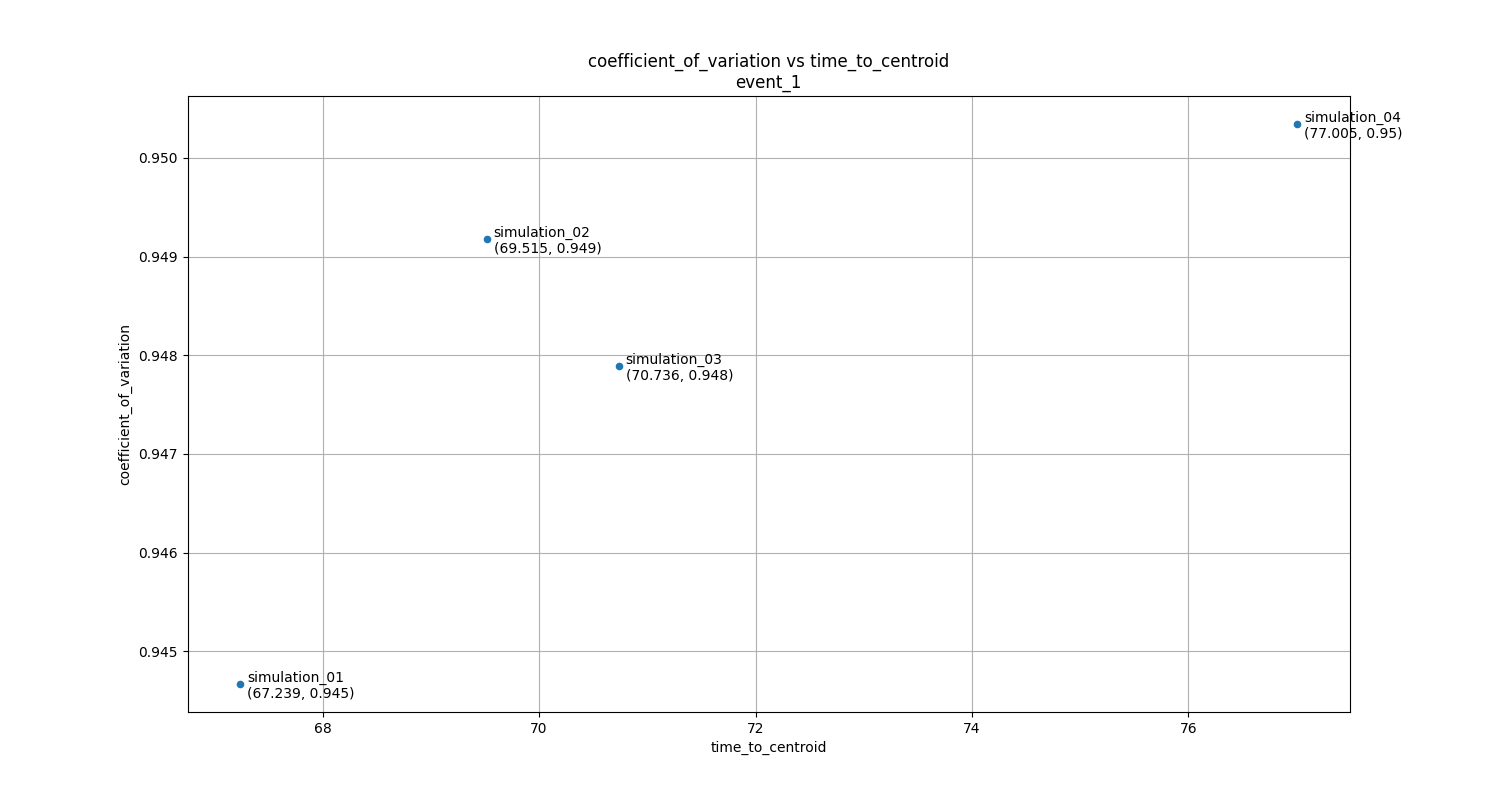 coefficient_of_variation vs time_to_centroid
event_1
simulation_04
(77.005, 0.95)
0.950
simulation_02
(69.515, 0.949)
0.949
0.948
simulation_03
(70.736, 0.948)
coefficient_of_variation
0.947
0.946
0.945
simulation_01
(67.239, 0.945)
68 70 72 74 76
time_to_centroid